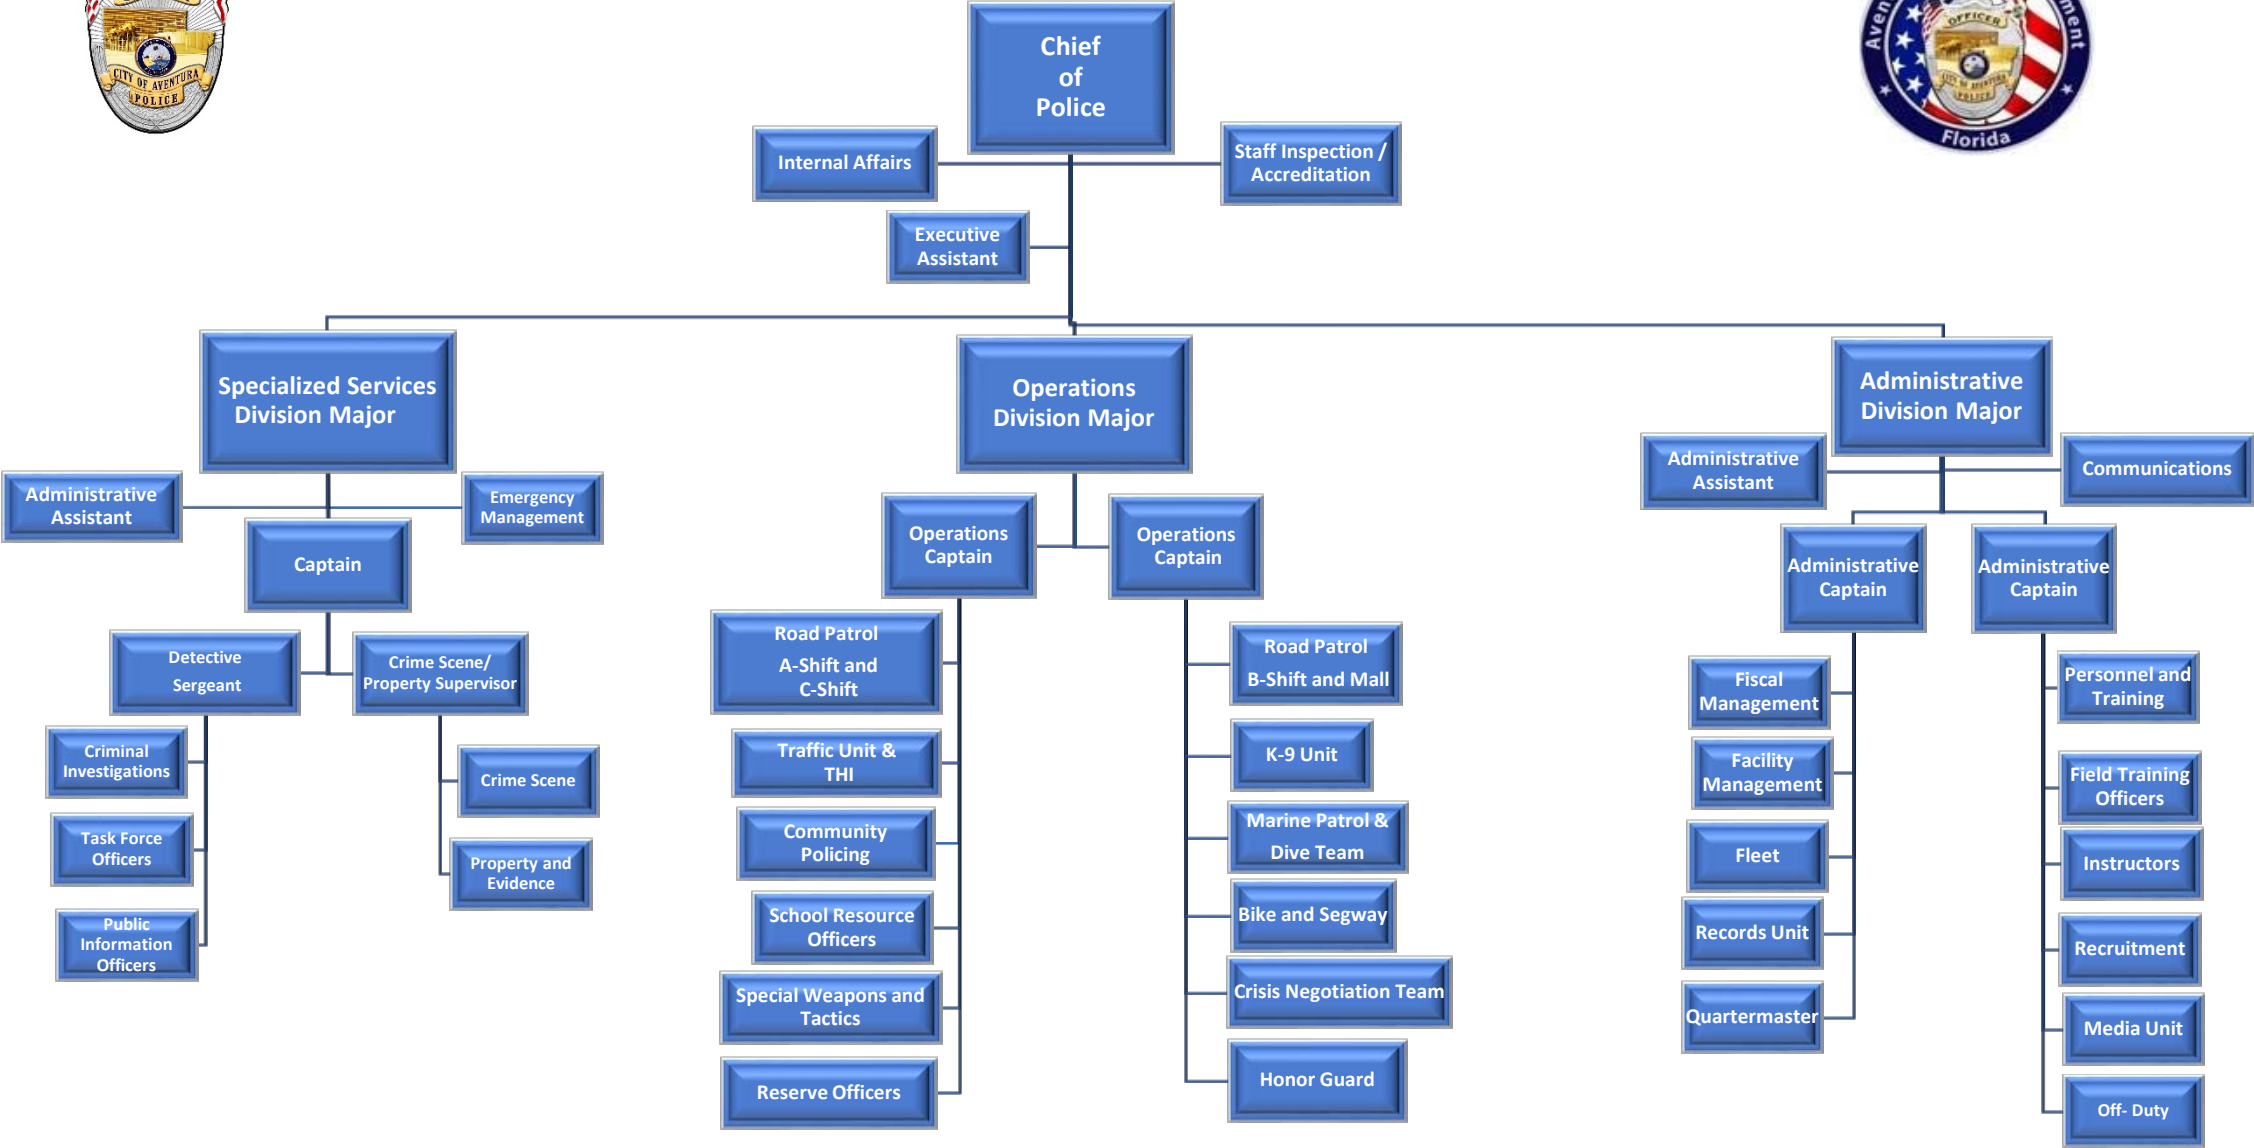 CITY OF AVENTURA
POLICE
OFFICER
CITY OF AVENTURA
POLICE
Florida
Chief
of
Police
Internal Affairs
Staff Inspection /
Accreditation
Executive
Assistant
Specialized Services
Division Major
Operations
Division Major
Administrative
Division Major
Administrative
Assistant
Emergency
Management
Captain
Detective
Sergeant
Crime Scene/
Property Supervisor
Criminal
Investigations
Task Force
Officers
Public
Information
Officers
Crime Scene
Property and
Evidence
Operations
Captain
Operations
Captain
Road Patrol
A-Shift and
C-Shift
Traffic Unit &
THI
Community
Policing
School Resource
Officers
Special Weapons and
Tactics
Reserve Officers
Road Patrol
B-Shift and Mall
K-9 Unit
Marine Patrol &
Dive Team
Bike and Segway
Crisis Negotiation Team
Honor Guard
Administrative
Assistant
Communications
Administrative
Captain
Administrative
Captain
Fiscal
Management
Facility
Management
Fleet
Records Unit
Quartermaster
Personnel and
Training
Field Training
Officers
Instructors
Recruitment
Media Unit
Off- Duty